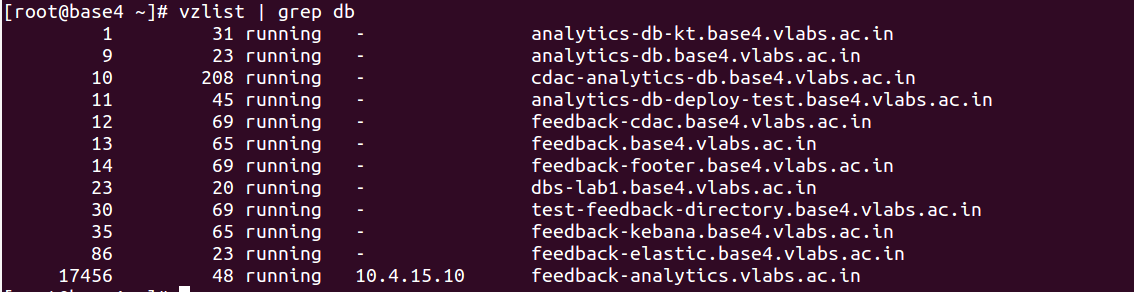 [root@base4 ~]# vzlist | grep db
1 31 running - analytics-db-kt.base4.vlabs.ac.in
9 23 running - analytics-db.base4.vlabs.ac.in
10 208 running - cdac-analytics-db.base4.vlabs.ac.in
11 45 running - analytics-db-deploy-test.base4.vlabs.ac.in
12 69 running - feedback-cdac.base4.vlabs.ac.in
13 65 running - feedback.base4.vlabs.ac.in
14 69 running - feedback-footer.base4.vlabs.ac.in
23 20 running - dbs-lab1.base4.vlabs.ac.in
30 69 running - test-feedback-directory.base4.vlabs.ac.in
35 65 running - feedback-kebana.base4.vlabs.ac.in
86 23 running - feedback-elastic.base4.vlabs.ac.in
17456 48 running 10.4.15.10 feedback-analytics.vlabs.ac.in